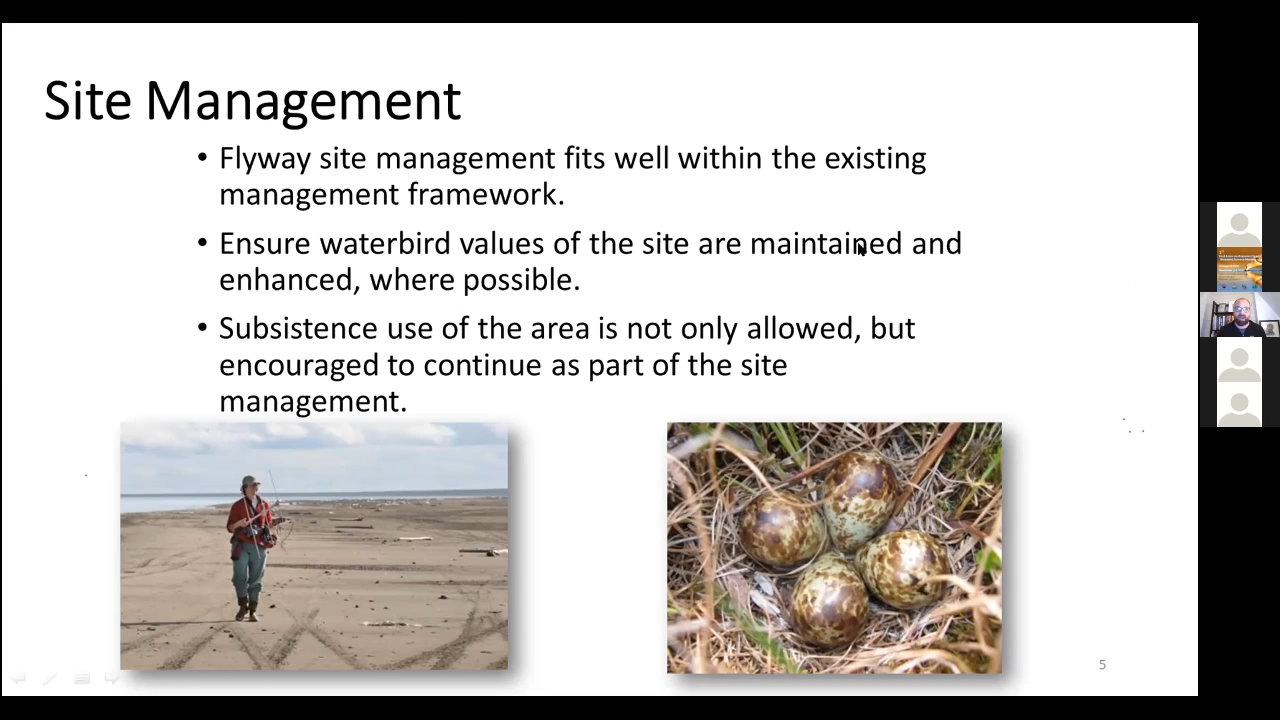 Site Management
• Flyway site management fits well within the existing
management framework.
• Ensure waterbird values of the site are maintained and
enhanced, where possible.
• Subsistence use of the area is not only allowed, but
encouraged to continue as part of the site
management.
5